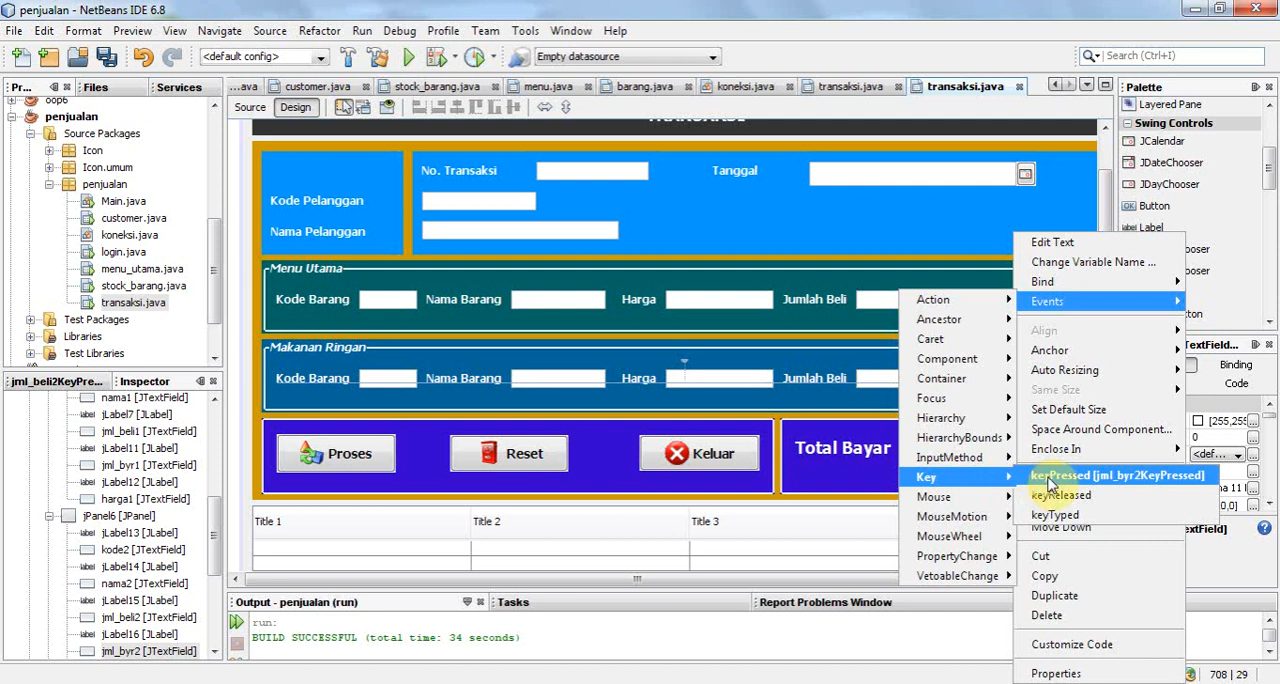 penjualan - NetBeans IDE 6.8
File Edit Format Preview View Navigate Source Refactor Run Debug Profile Team Tools Window Help
<default config>
Empty datasource
Search (Ctrl+I)
Pr... Files Services
oop6
penjualan
Source Packages
Icon
Icon.umum
penjualan
Main.java
customer.java
koneksi.java
login.java
menu_utama.java
stock_barang.java
transaksi.java
Test Packages
Libraries
Test Libraries
jml_beli2KeyPre... Inspector
nama1 [JTextField]
jLabel7 [JLabel]
jml_beli1 [JTextField]
jLabel11 [JLabel]
jml_byr1 [JTextField]
jLabel12 [JLabel]
harga1 [JTextField]
jPanel6 [JPanel]
jLabel13 [JLabel]
kode2 [JTextField]
jLabel14 [JLabel]
nama2 [JTextField]
jLabel15 [JLabel]
jml_beli2 [JTextField]
jLabel16 [JLabel]
jml_byr2 [JTextField]
...ava customer.java stock_barang.java menu.java barang.java koneksi.java transaksi.java transaksi.java
Source Design
No. Transaksi Tanggal
Kode Pelanggan
Nama Pelanggan
Menu Utama
Kode Barang Nama Barang Harga Jumlah Beli
Makanan Ringan
Kode Barang Nama Barang Harga Jumlah Beli
Proses Reset Keluar Total Bayar
Title 1 Title 2 Title 3
Output - penjualan (run) Tasks Report Problems Window
run:
BUILD SUCCESSFUL (total time: 34 seconds)
Action
Ancestor
Caret
Component
Container
Focus
Hierarchy
HierarchyBounds
InputMethod
Key
Mouse
MouseMotion
MouseWheel
PropertyChange
VetoableChange
Edit Text
Change Variable Name ...
Bind
Events
Align
Anchor
Auto Resizing
Same Size
Set Default Size
Space Around Component...
Enclose In
keyPressed [jml_byr2KeyPressed]
keyReleased
keyTyped
Move Down
Cut
Copy
Duplicate
Delete
Customize Code
Properties
Palette
Layered Pane
Swing Controls
JCalendar
JDateChooser
JDayChooser
OK Button
label Label
Binding
Code
[255,255
0
<def...
708 | 29